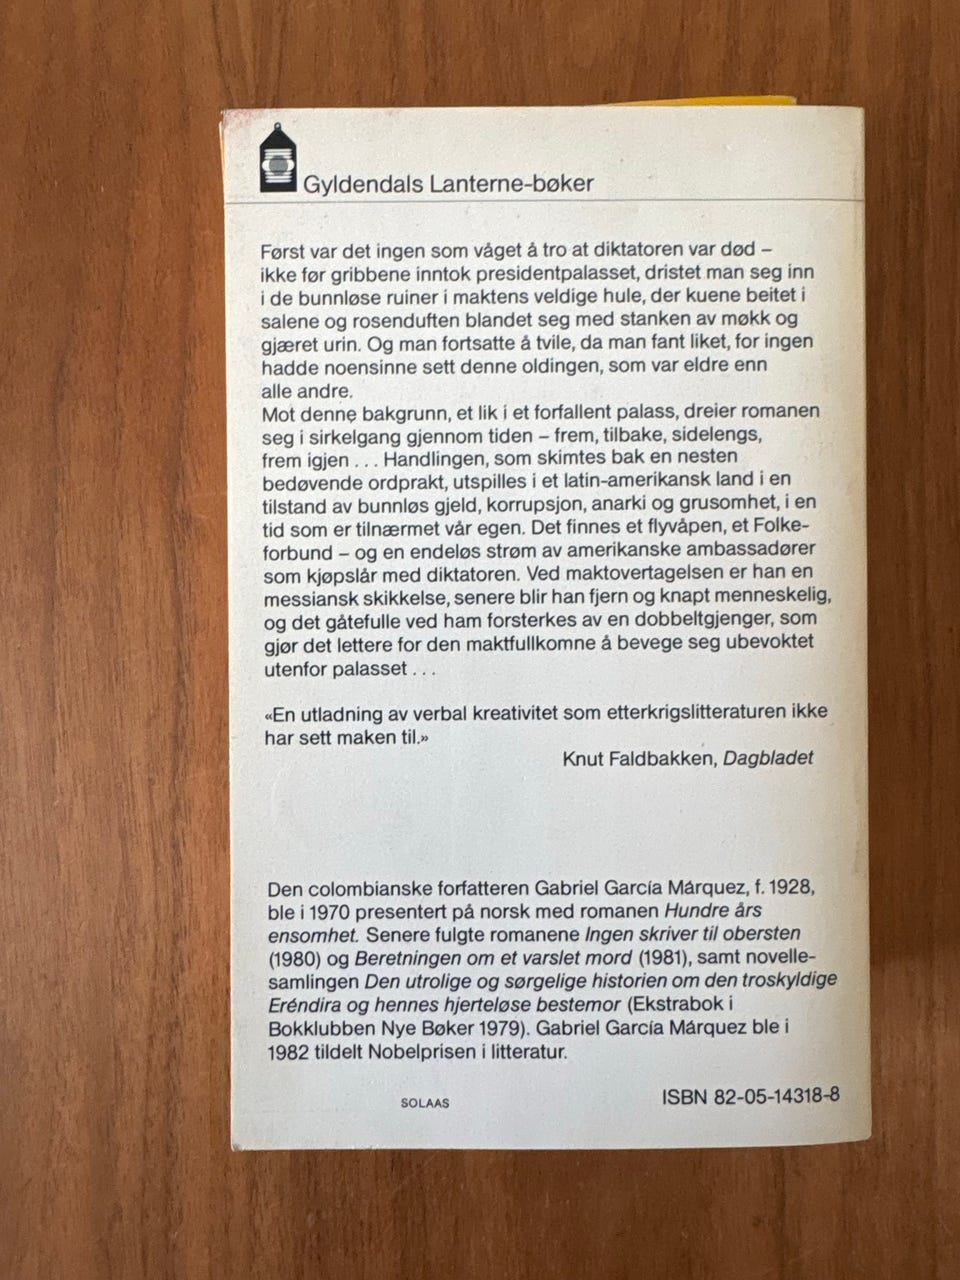 Gyldendals Lanterne-bøker
Først var det ingen som våget å tro at diktatoren var død –
ikke før gribbene inntok presidentpalasset, dristet man seg inn
i de bunnløse ruiner i maktens veldige hule, der kuene beitet i
salene og rosenduften blandet seg med stanken av møkk og
gjæret urin. Og man fortsatte å tvile, da man fant liket, for ingen
hadde noensinne sett denne oldingen, som var eldre enn
alle andre.
Mot denne bakgrunn, et lik i et forfallent palass, dreier romanen
seg i sirkelgang gjennom tiden – frem, tilbake, sidelengs,
frem igjen . . . Handlingen, som skimtes bak en nesten
bedøvende ordprakt, utspilles i et latin-amerikansk land i en
tilstand av bunnløs gjeld, korrupsjon, anarki og grusomhet, i en
tid som er tilnærmet vår egen. Det finnes et flyvåpen, et Folke-
forbund – og en endeløs strøm av amerikanske ambassadører
som kjøpslår med diktatoren. Ved maktovertagelsen er han en
messiansk skikkelse, senere blir han fjern og knapt menneskelig,
og det gåtefulle ved ham forsterkes av en dobbeltgjenger, som
gjør det lettere for den maktfullkomne å bevege seg ubevoktet
utenfor palasset . . .
«En utladning av verbal kreativitet som etterkrigslitteraturen ikke
har sett maken til.»
Knut Faldbakken, Dagbladet
Den colombianske forfatteren Gabriel García Márquez, f. 1928,
ble i 1970 presentert på norsk med romanen Hundre års
ensomhet. Senere fulgte romanene Ingen skriver til obersten
(1980) og Beretningen om et varslet mord (1981), samt novelle-
samlingen Den utrolige og sørgelige historien om den troskyldige
Eréndira og hennes hjerteløse bestemor (Ekstrabok i
Bokklubben Nye Bøker 1979). Gabriel García Márquez ble i
1982 tildelt Nobelprisen i litteratur.
SOLAAS
ISBN 82-05-14318-8